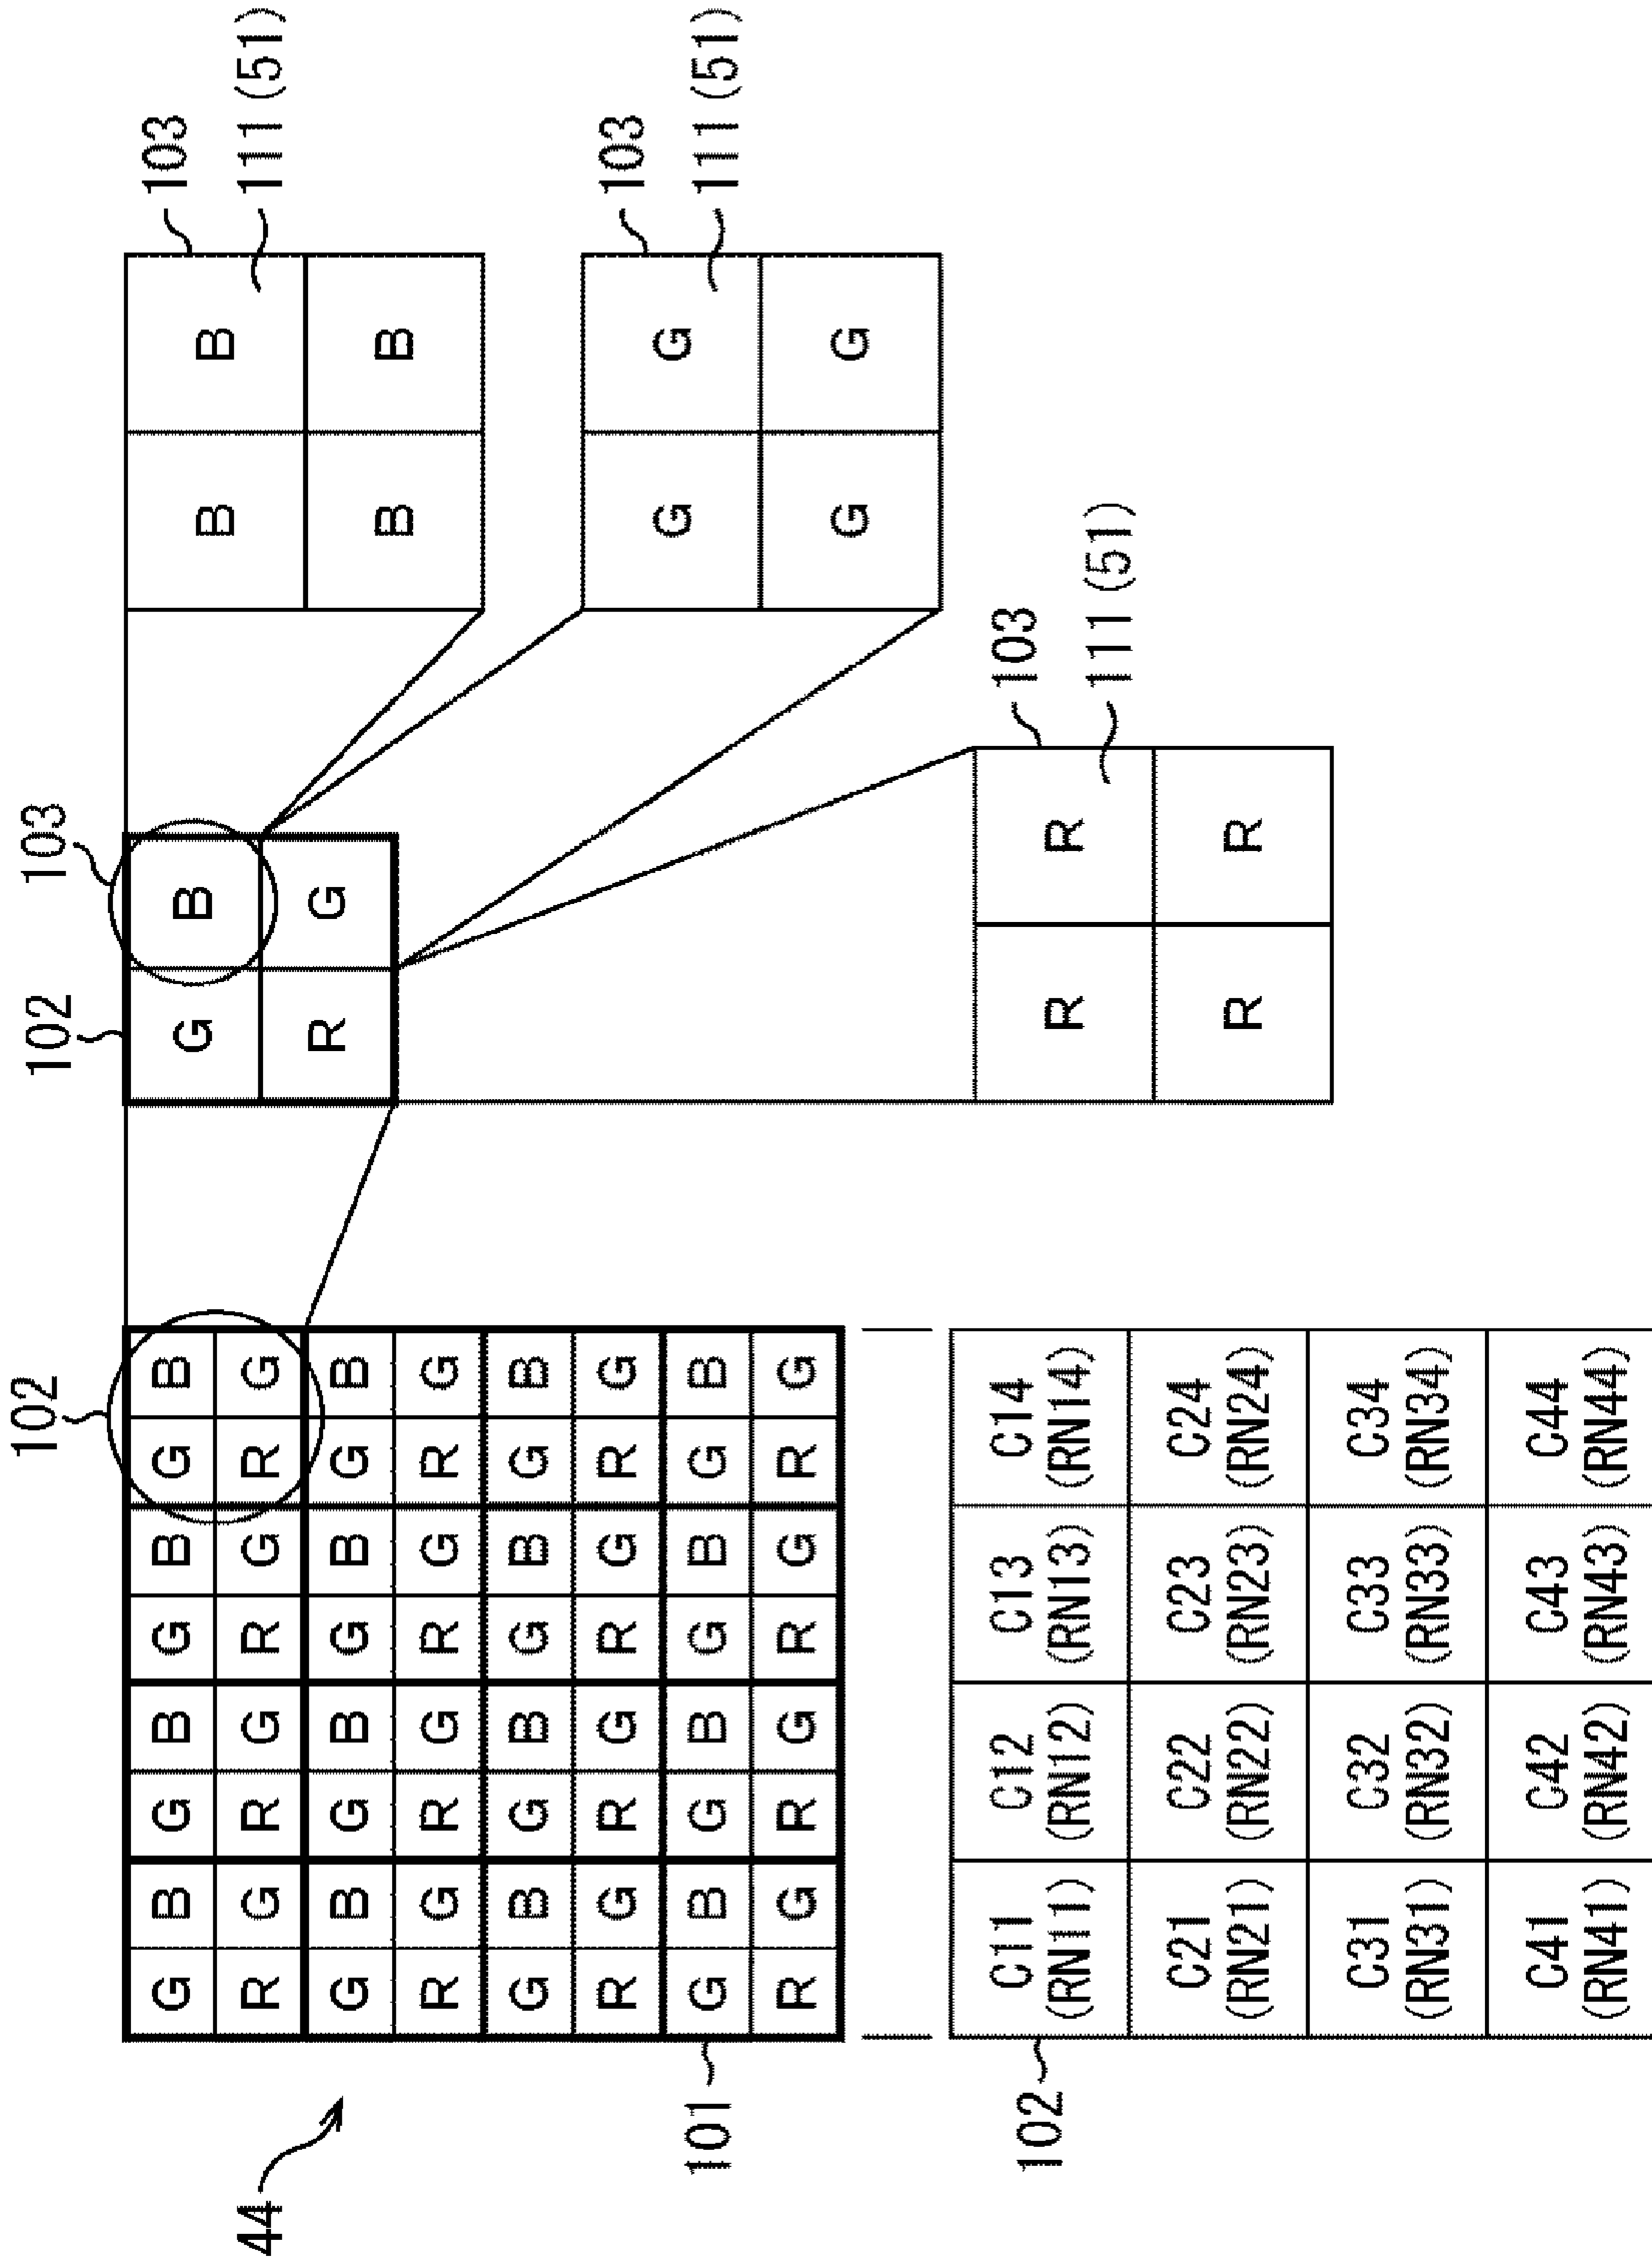 44
102
G B G B G B G B
R G R G R G R G
G B G B G B G B
R G R G R G R G
G B G B G B G B
R G R G R G R G
G B G B G B G B
R G R G R G R G
101
102
C11 C12 C13 C14
(RN11) (RN12) (RN13) (RN14)
C21 C22 C23 C24
(RN21) (RN22) (RN23) (RN24)
C31 C32 C33 C34
(RN31) (RN32) (RN33) (RN34)
C41 C42 C43 C44
(RN41) (RN42) (RN43) (RN44)
102 103
G B
R G
103
111 (51)
B B
B B
103
111 (51)
G G
G G
103
111 (51)
R R
R R